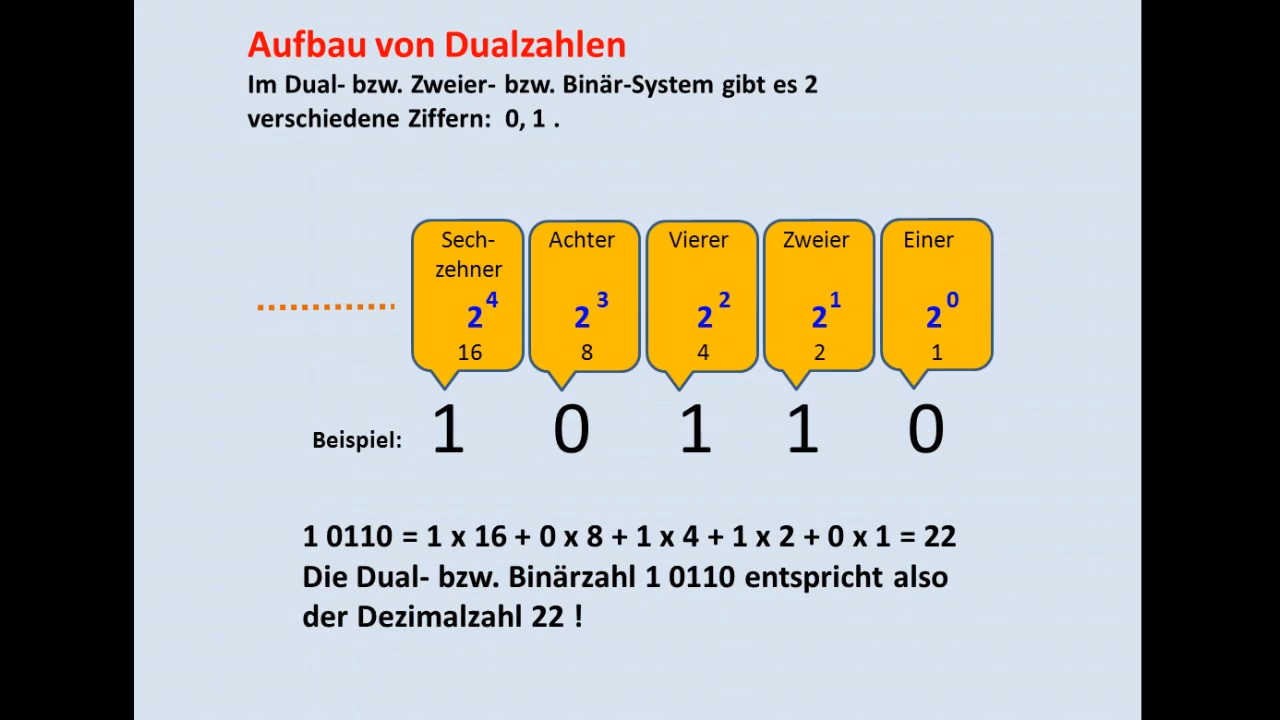 Aufbau von Dualzahlen
Im Dual- bzw. Zweier- bzw. Binär-System gibt es 2
verschiedene Ziffern: 0, 1 .
Sech-
zehner
2⁴
16
Achter
2³
8
Vierer
2²
4
Zweier
2¹
2
Einer
2⁰
1
Beispiel: 1 0 1 1 0
1 0110 = 1 x 16 + 0 x 8 + 1 x 4 + 1 x 2 + 0 x 1 = 22
Die Dual- bzw. Binärzahl 1 0110 entspricht also
der Dezimalzahl 22 !